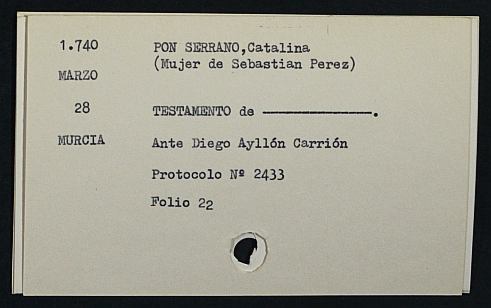 1.740 PON SERRANO,Catalina
(Mujer de Sebastian Perez)
MARZO
28 TESTAMENTO de ————————.
MURCIA Ante Diego Ayllón Carrión
Protocolo Nº 2433
Folio 22